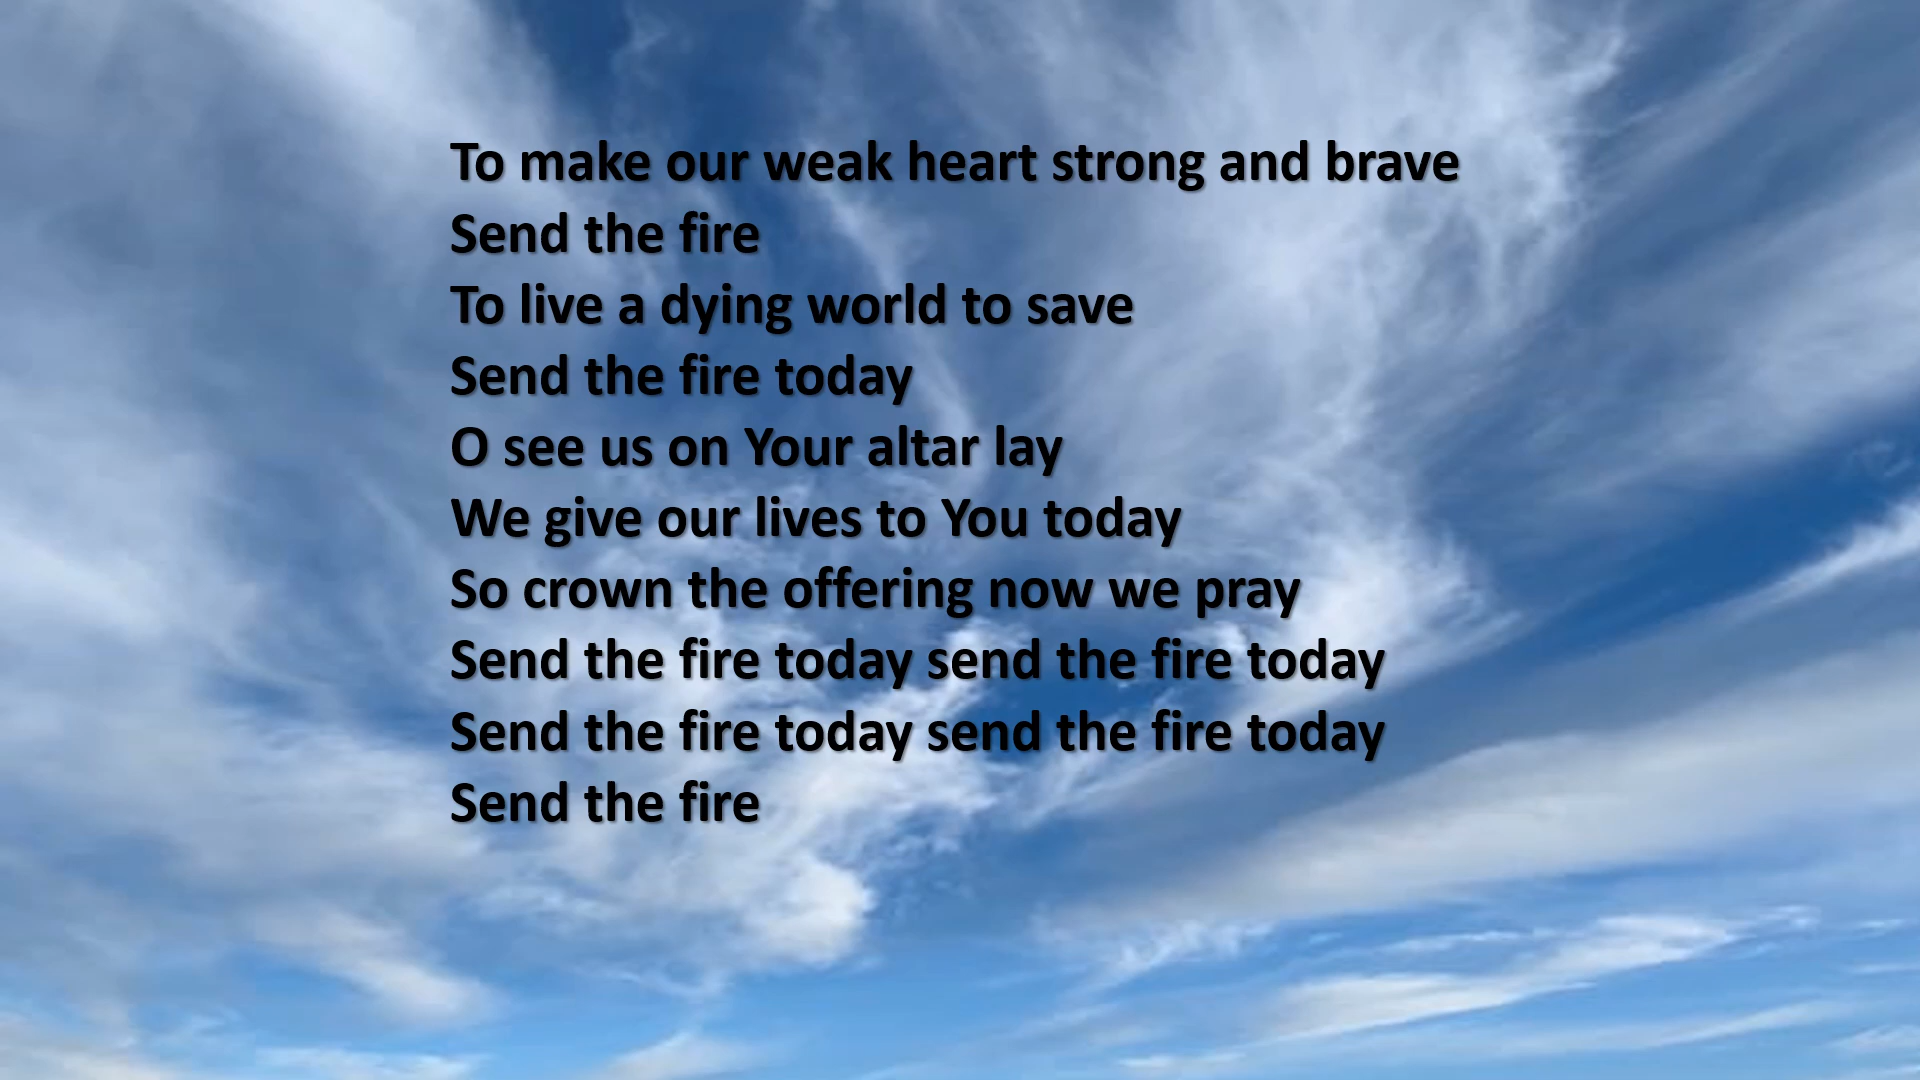 To make our weak heart strong and brave
Send the fire
To live a dying world to save
Send the fire today
O see us on Your altar lay
We give our lives to You today
So crown the offering now we pray
Send the fire today send the fire today
Send the fire today send the fire today
Send the fire